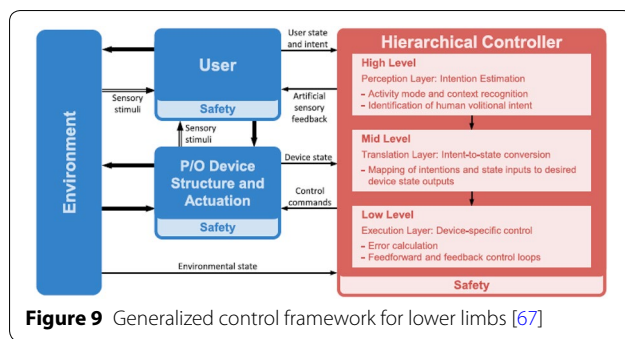 Environment
User
Safety
Sensory
stimuli
Sensory
stimuli
P/O Device
Structure and
Actuation
Safety
User state
and intent
Artificial
sensory
feedback
Device state
Control
commands
Environmental state
Hierarchical Controller
High Level
Perception Layer: Intention Estimation
– Activity mode and context recognition
– Identification of human volitional intent
Mid Level
Translation Layer: Intent-to-state conversion
– Mapping of intentions and state inputs to desired
device state outputs
Low Level
Execution Layer: Device-specific control
– Error calculation
– Feedforward and feedback control loops
Safety
Figure 9 Generalized control framework for lower limbs [67]